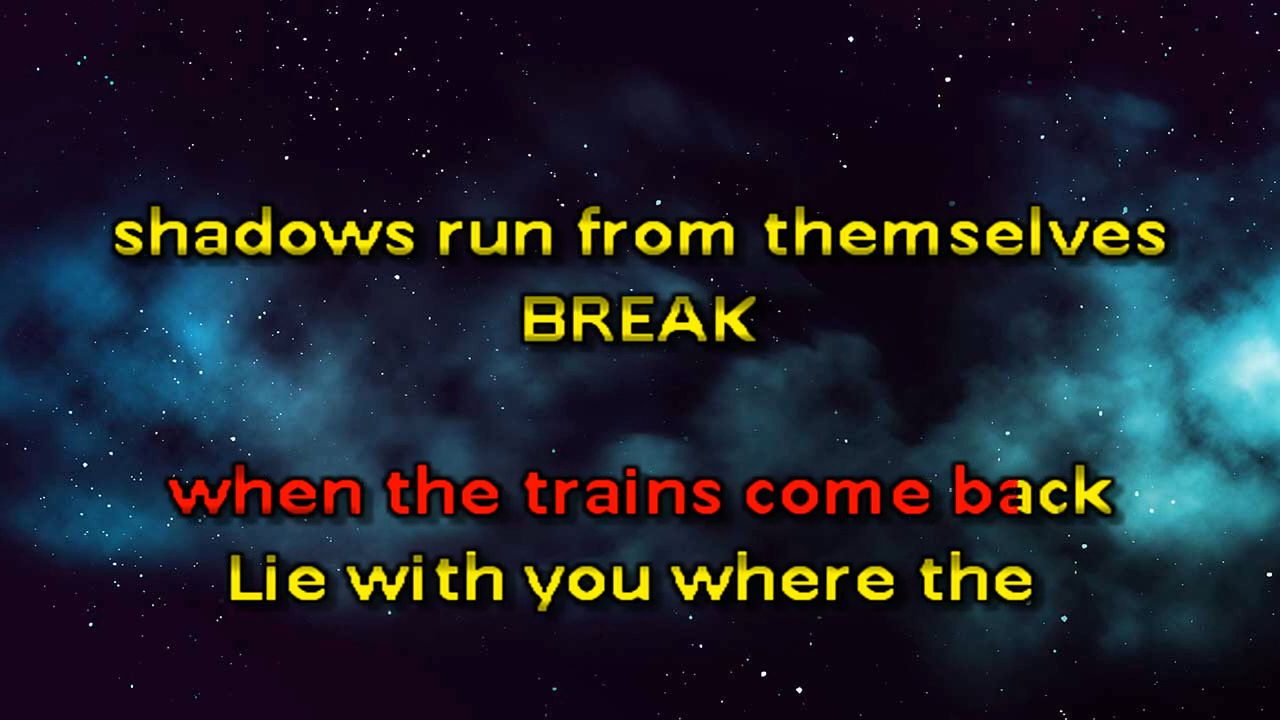 shadows run from themselves
BREAK
when the trains come back
Lie with you where the